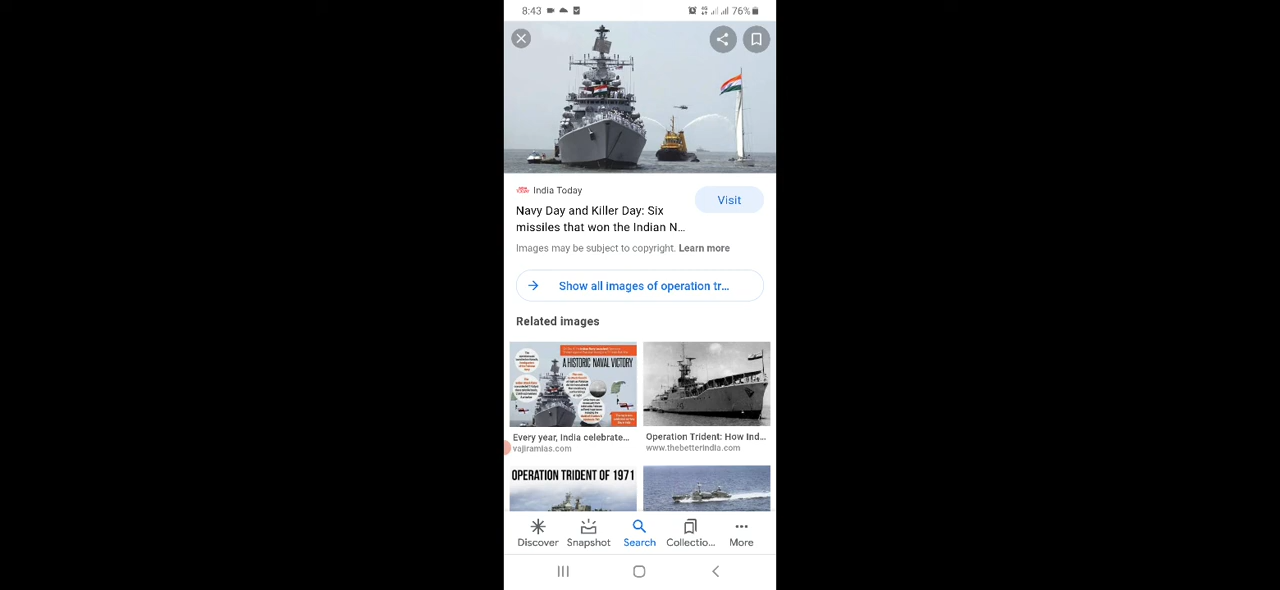 8:43
76%
India Today
Visit
Navy Day and Killer Day: Six
missiles that won the Indian N...
Images may be subject to copyright. Learn more
Show all images of operation tr...
Related images
A HISTORIC NAVAL VICTORY
Every year, India celebrate...
vajiramias.com
Operation Trident: How Ind...
www.thebetterindia.com
OPERATION TRIDENT OF 1971
Discover
Snapshot
Search
Collectio...
More